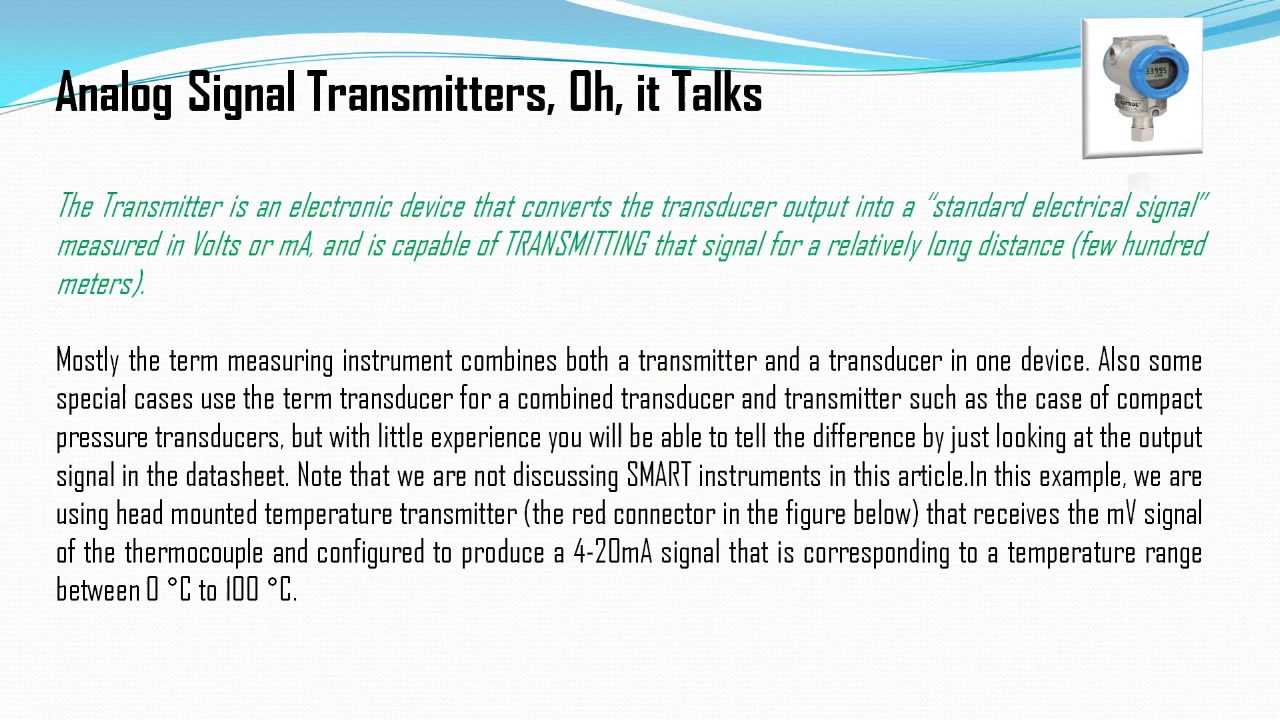 Analog Signal Transmitters, Oh, it Talks
The Transmitter is an electronic device that converts the transducer output into a “standard electrical signal”
measured in Volts or mA, and is capable of TRANSMITTING that signal for a relatively long distance (few hundred
meters).
Mostly the term measuring instrument combines both a transmitter and a transducer in one device. Also some
special cases use the term transducer for a combined transducer and transmitter such as the case of compact
pressure transducers, but with little experience you will be able to tell the difference by just looking at the output
signal in the datasheet. Note that we are not discussing SMART instruments in this article.In this example, we are
using head mounted temperature transmitter (the red connector in the figure below) that receives the mV signal
of the thermocouple and configured to produce a 4-20mA signal that is corresponding to a temperature range
between 0 °C to 100 °C.